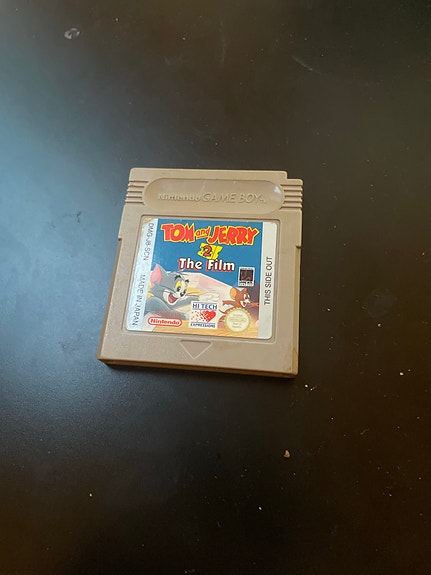 Nintendo GAME BOY
TOM and JERRY
2
The Film
DMG-J6-SCN
MADE IN JAPAN
THIS SIDE OUT
Nintendo
HI TECH
EXPRESSIONS